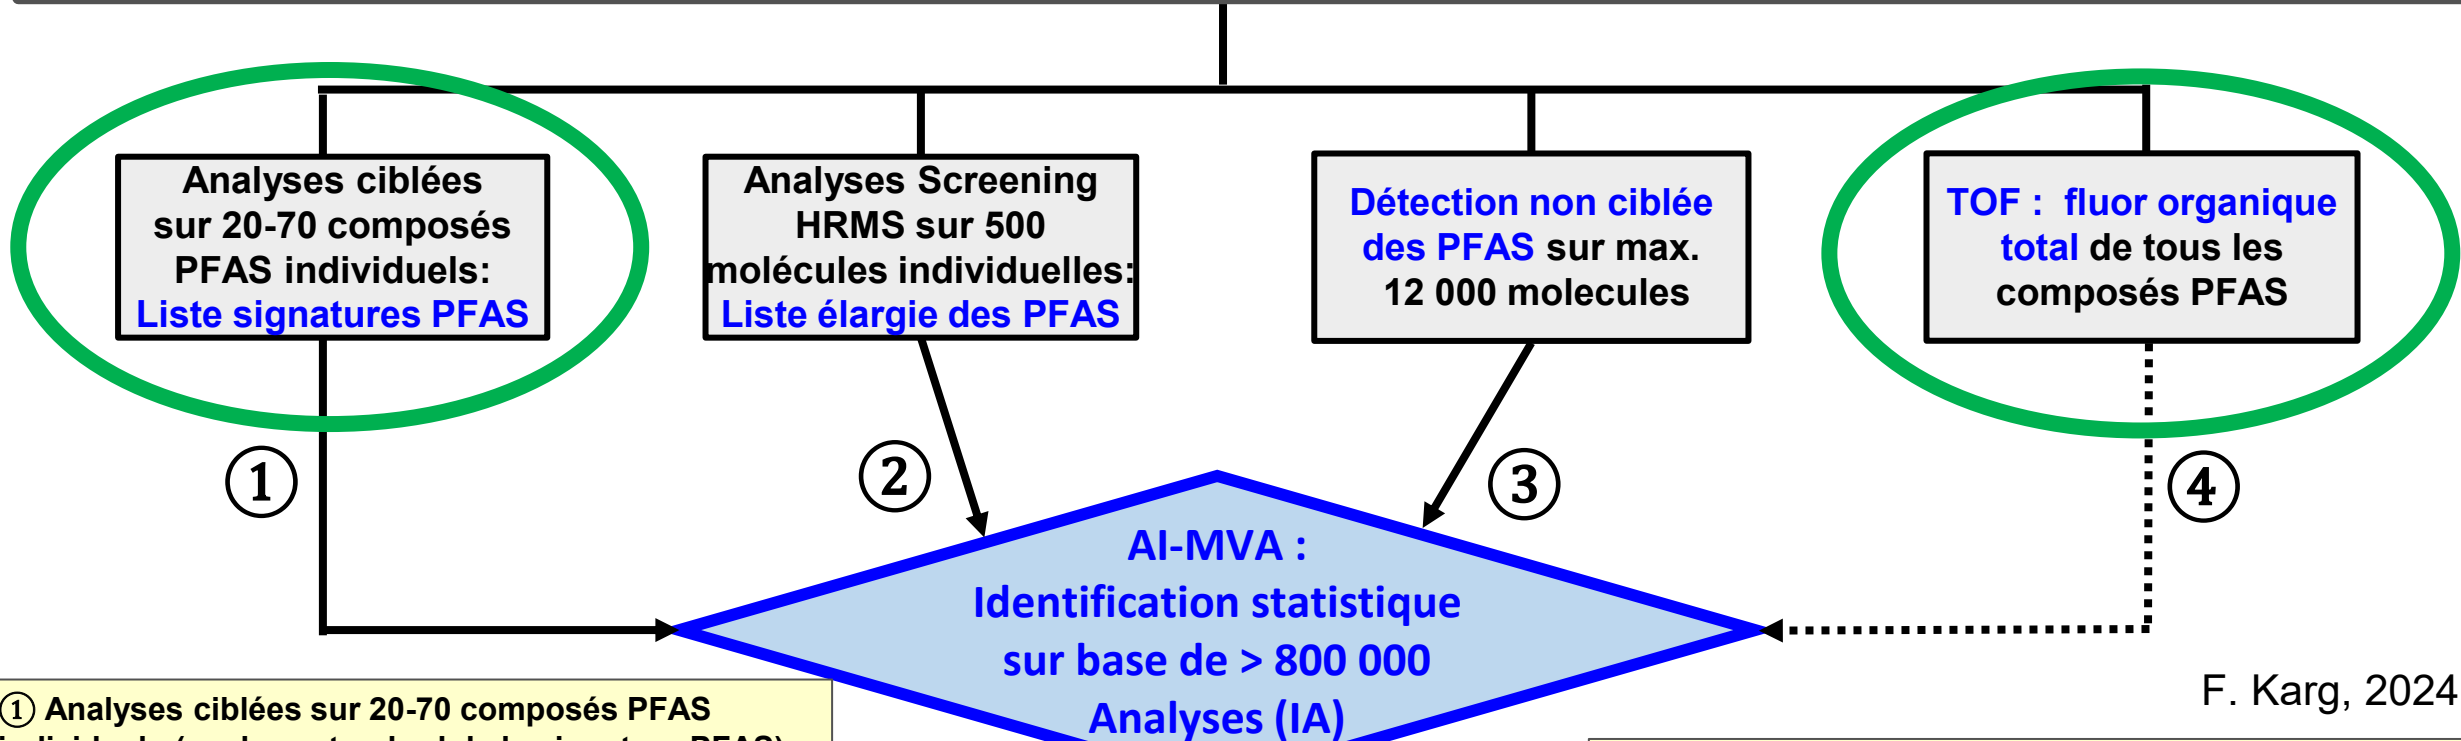 Analyses ciblées
sur 20-70 composés
PFAS individuels:
Liste signatures PFAS
Analyses Screening
HRMS sur 500
molécules individuelles:
Liste élargie des PFAS
Détection non ciblée
des PFAS sur max.
12 000 molecules
TOF : fluor organique
total de tous les
composés PFAS
①
②
③
④
AI-MVA :
Identification statistique
sur base de > 800 000
Analyses (IA)
F. Karg, 2024
① Analyses ciblées sur 20-70 composés PFAS